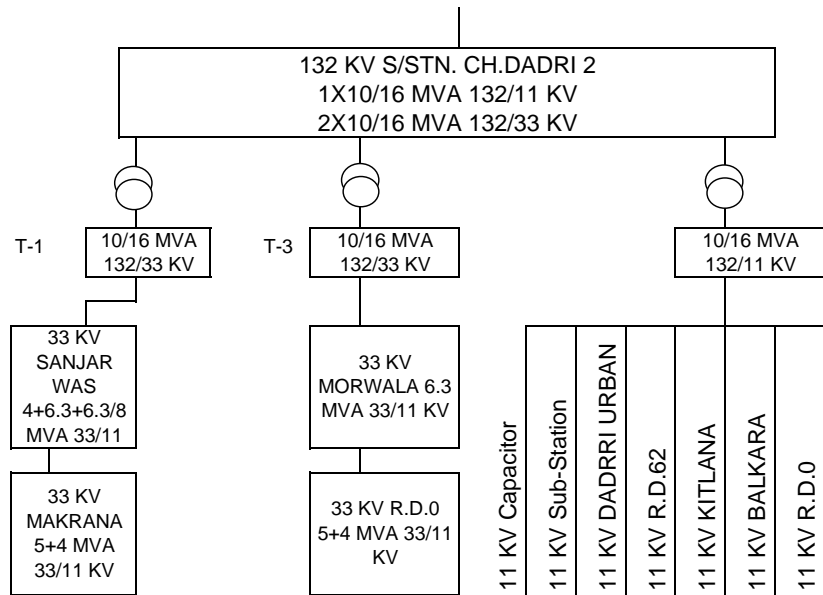 132 KV S/STN. CH.DADRI 2
1X10/16 MVA 132/11 KV
2X10/16 MVA 132/33 KV
T-1
10/16 MVA
132/33 KV
T-3
10/16 MVA
132/33 KV
10/16 MVA
132/11 KV
33 KV
SANJAR
WAS
4+6.3+6.3/8
MVA 33/11
33 KV
MORWALA 6.3
MVA 33/11 KV
33 KV
MAKRANA
5+4 MVA
33/11 KV
33 KV R.D.0
5+4 MVA 33/11
KV
11 KV Capacitor
11 KV Sub-Station
11 KV DADRRI URBAN
11 KV R.D.62
11 KV KITLANA
11 KV BALKARA
11 KV R.D.0